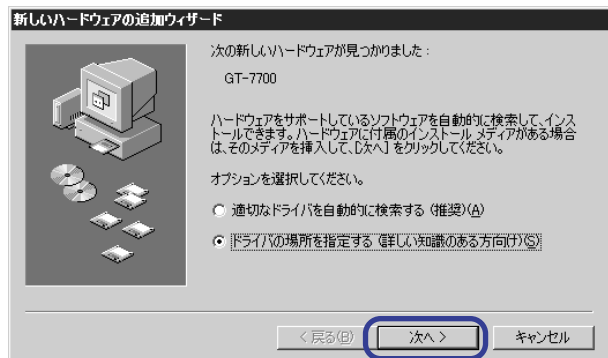 新しいハードウェアの追加ウィザード
次の新しいハードウェアが見つかりました:
GT-7700
ハードウェアをサポートしているソフトウェアを自動的に検索して、インス
トールできます。ハードウェアに付属のインストール メディアがある場合
は、そのメディアを挿入して、[次へ] をクリックしてください。
オプションを選択してください。
適切なドライバを自動的に検索する (推奨)(A)
ドライバの場所を指定する (詳しい知識のある方向け)(S)
< 戻る(B)
次へ >
キャンセル